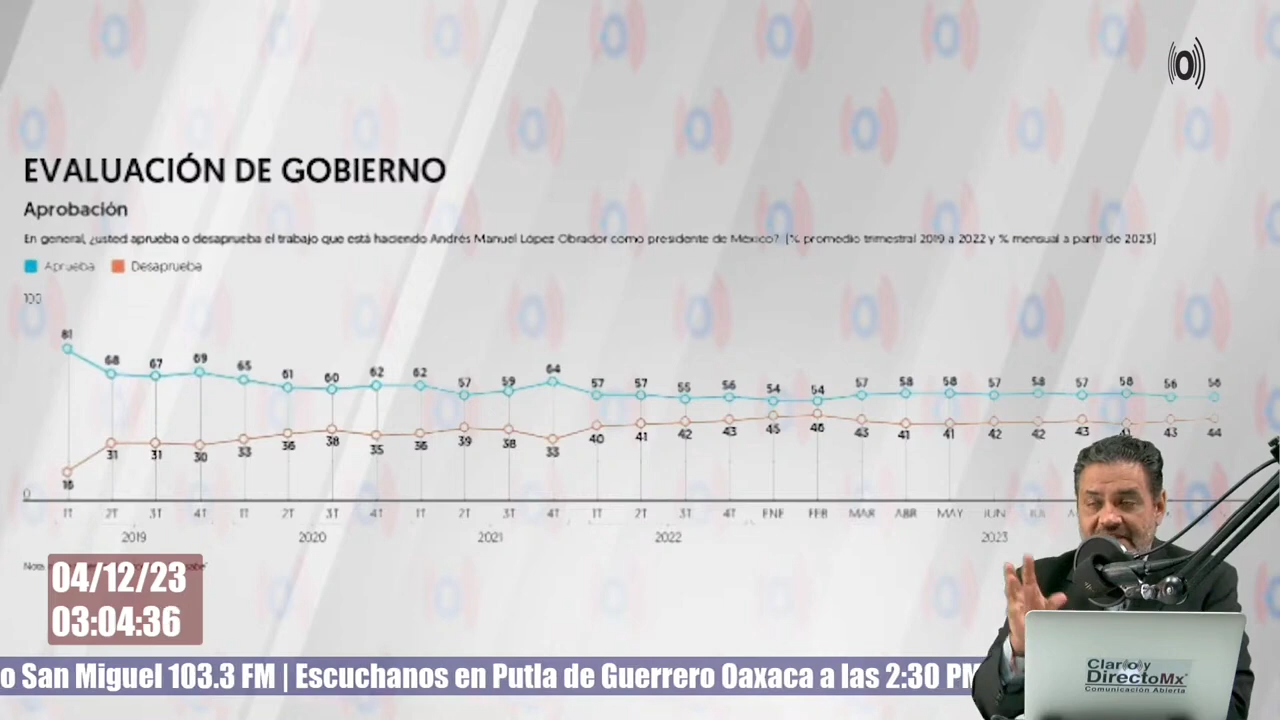 EVALUACIÓN DE GOBIERNO
Aprobación
En general, ¿usted aprueba o desaprueba el trabajo que está haciendo Andrés Manuel López Obrador como presidente de México? [% promedio trimestral 2019 a 2022 y % mensual a partir de 2023]
Aprueba Desaprueba
100
81 68 67 69 65 61 60 62 62 57 59 64 57 57 55 56 54 54 57 58 58 57 58 57 58 56 56
31 31 30 33 36 38 35 36 39 38 33 40 41 42 43 45 46 43 41 41 42 42 43 43 44
0
1T 2T 3T 4T 1T 2T 3T 4T 1T 2T 3T 4T 1T 2T 3T 4T ENE FEB MAR ABR MAY JUN JUL
2019 2020 2021 2022 2023
04/12/23
03:04:36
o San Miguel 103.3 FM | Escuchanos en Putla de Guerrero Oaxaca a las 2:30 PM
Claro y
DirectoMx
Comunicación Abierta